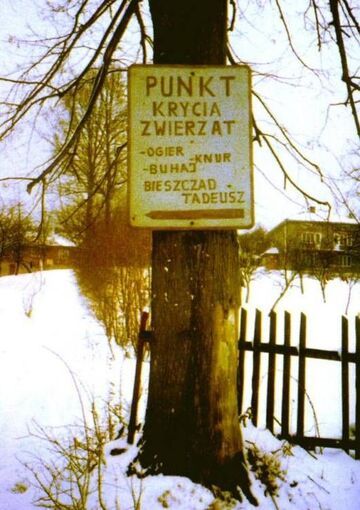 PUNKT
KRYCIA
ZWIERZAT
-OGIER -KNUR
-BUHAJ
BIESZCZAD
TADEUSZ